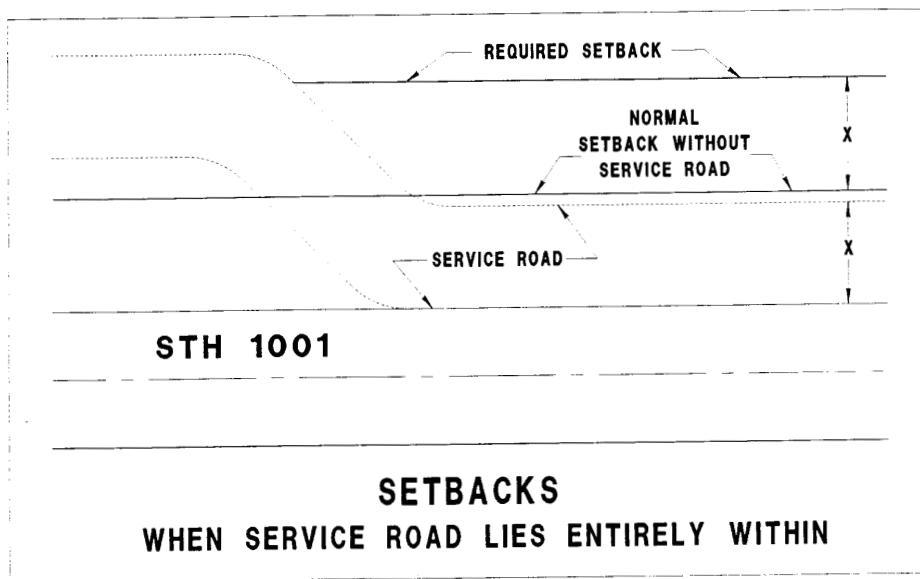 REQUIRED SETBACK
NORMAL
SETBACK WITHOUT
SERVICE ROAD
X
SERVICE ROAD
X
STH 1001
SETBACKS
WHEN SERVICE ROAD LIES ENTIRELY WITHIN